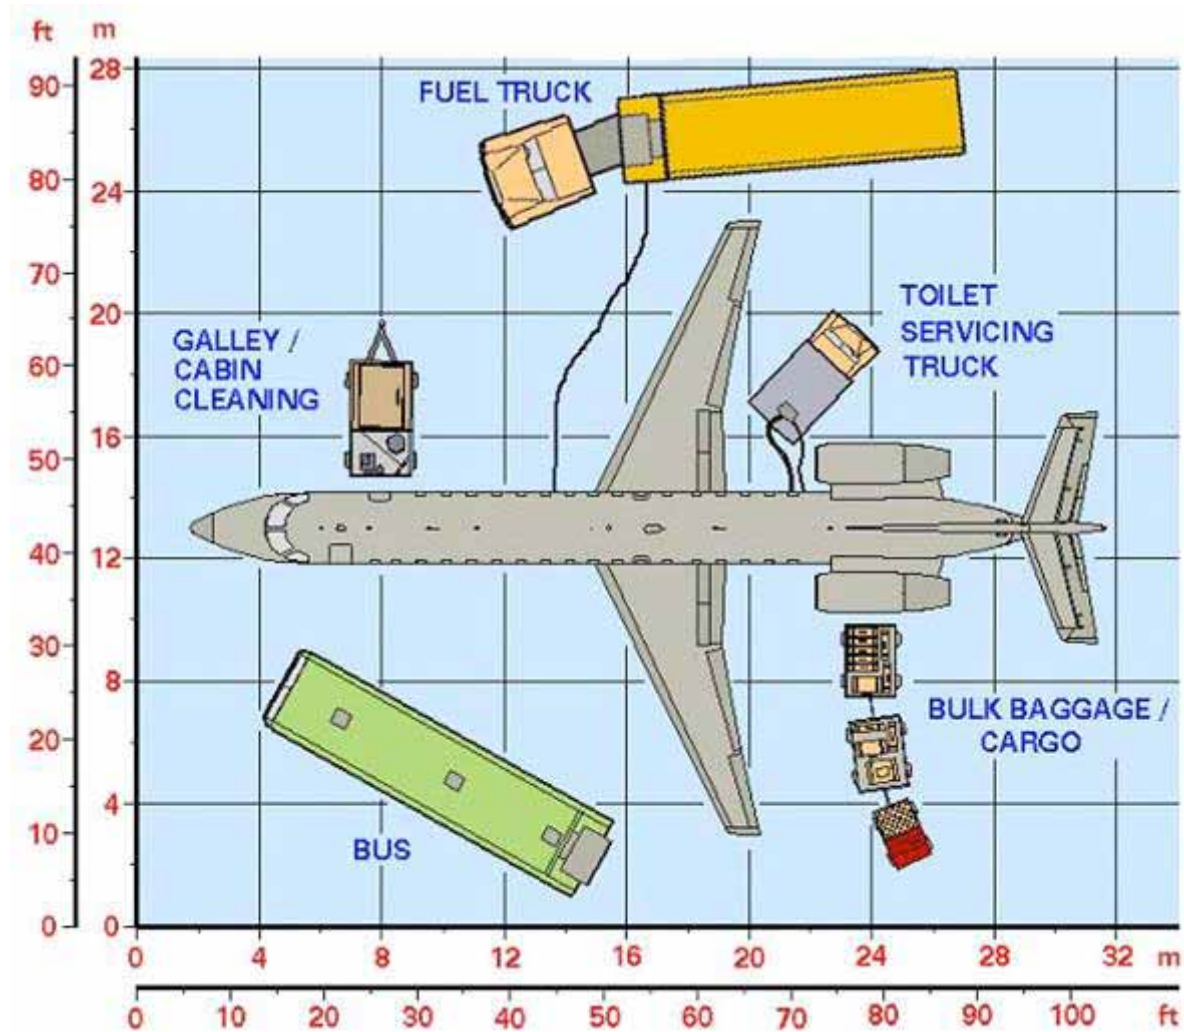 ft
m
28
90
FUEL TRUCK
80
24
70
20
TOILET
SERVICING
TRUCK
GALLEY /
CABIN
CLEANING
60
16
50
12
40
30
8
BULK BAGGAGE /
CARGO
20
4
10
BUS
0
0
0 4 8 12 16 20 24 28 32 m
0 10 20 30 40 50 60 70 80 90 100 ft